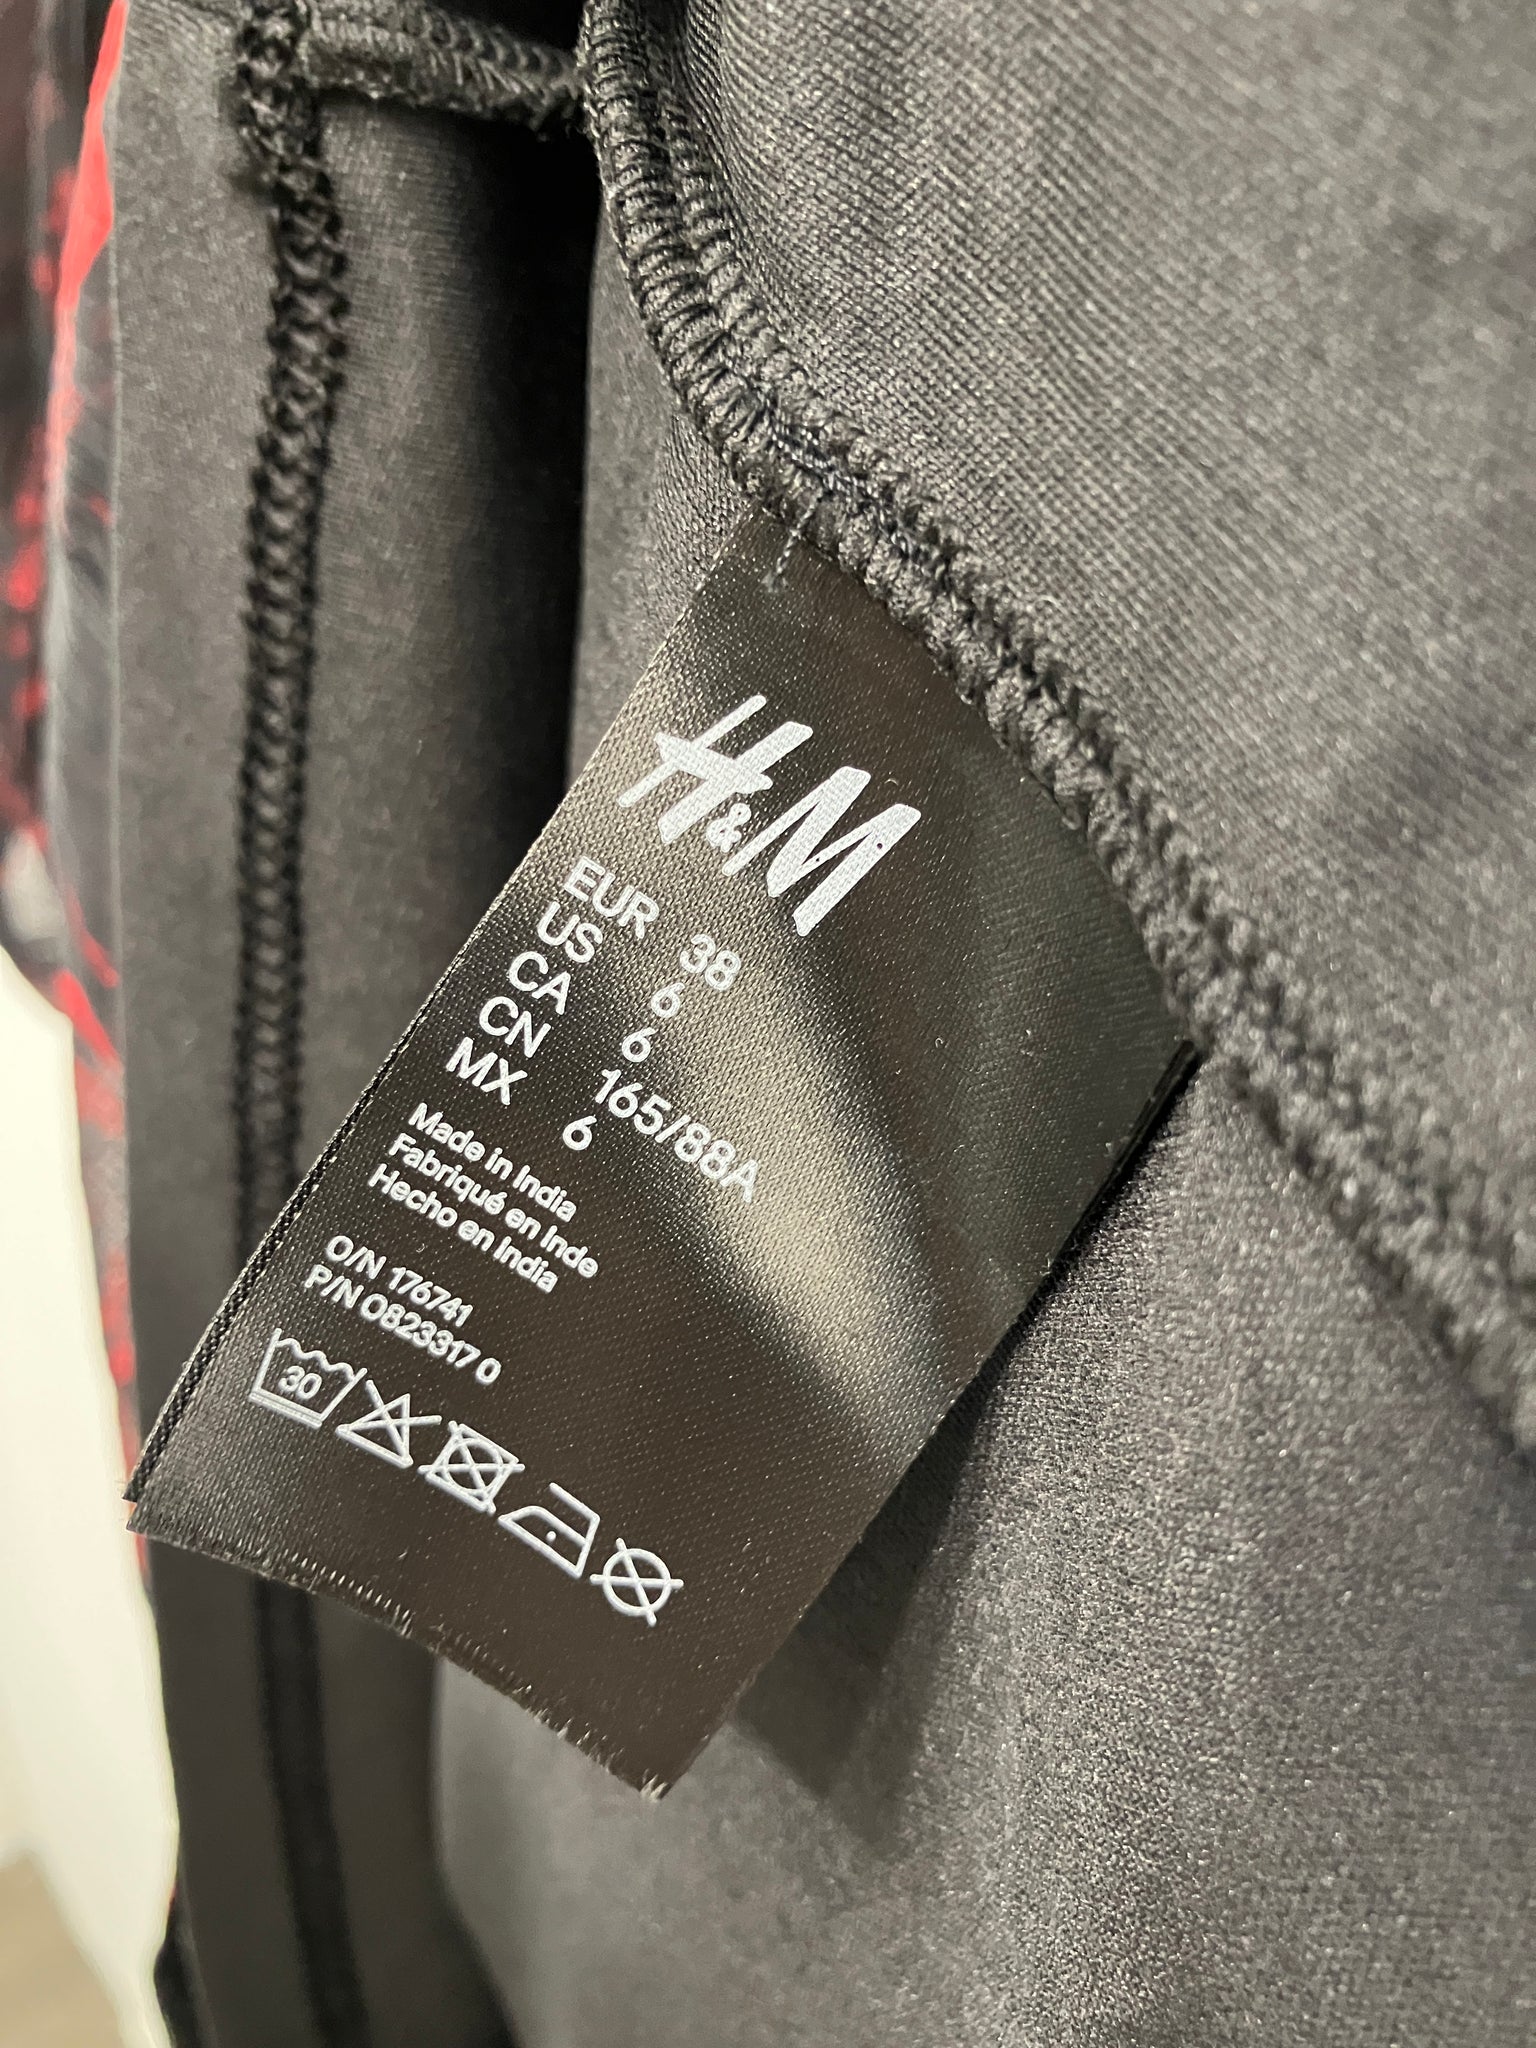 H&M
EUR 38
US 6
CA 6
CN 165/88A
MX 6
Made in India
Fabriqué en Inde
Hecho en India
O/N 176741
P/N 0823317 0
30